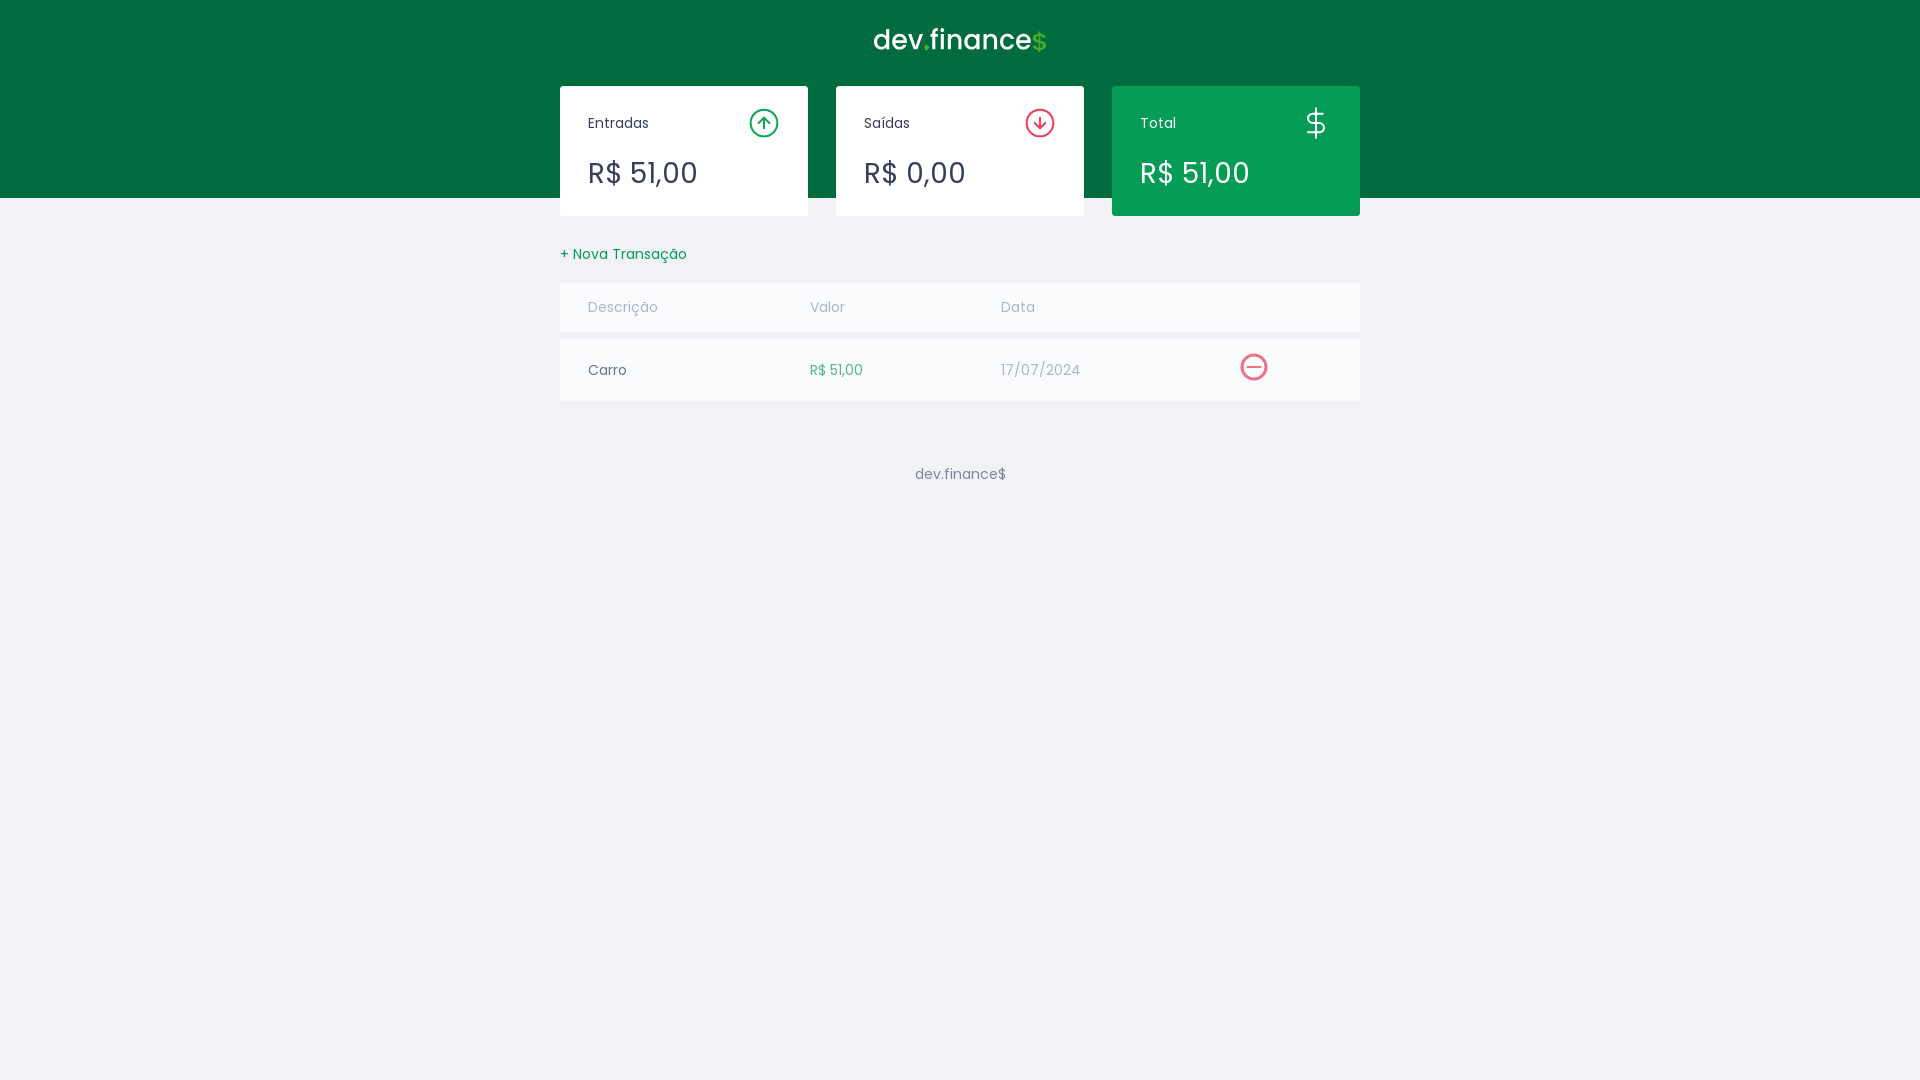 dev.finance$
Entradas
R$ 51,00
Saídas
R$ 0,00
Total
R$ 51,00
+ Nova Transação
Descrição Valor Data
Carro R$ 51,00 17/07/2024
dev.finance$